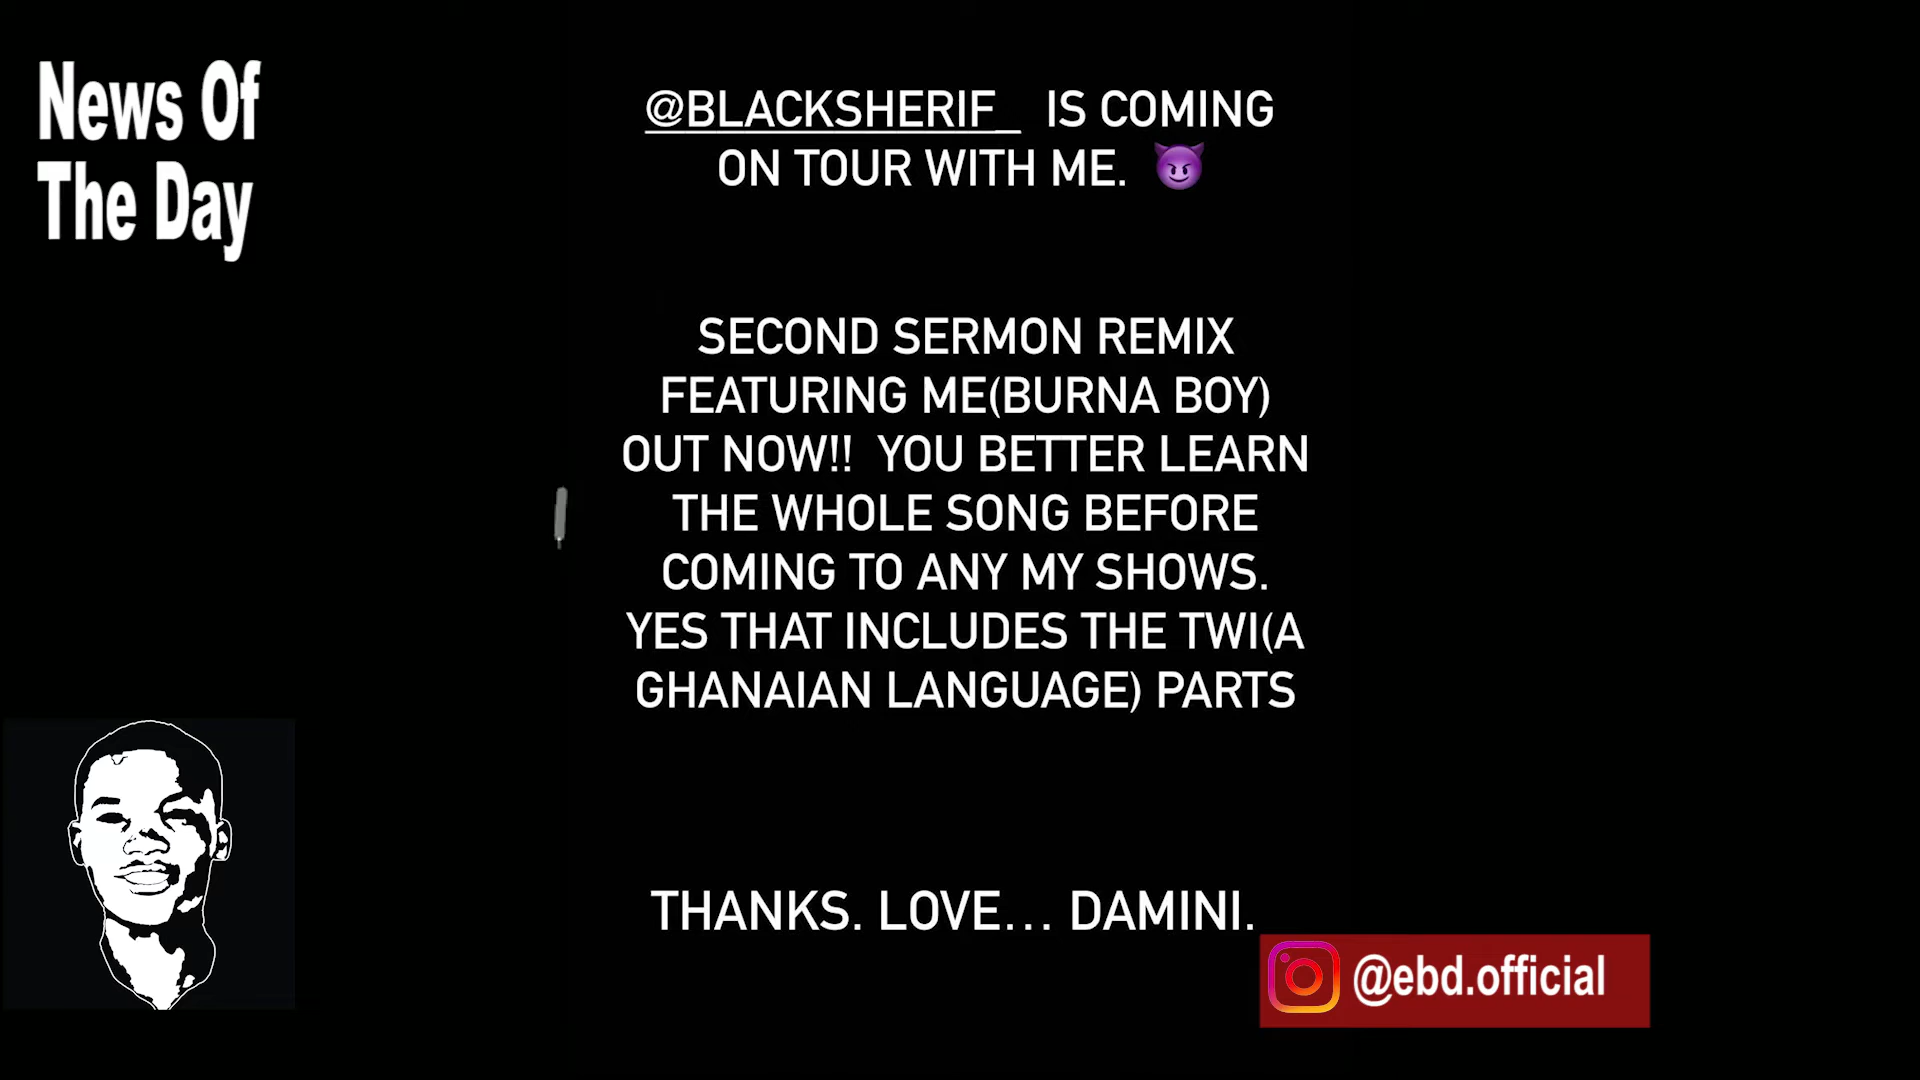 News Of
The Day
@BLACKSHERIF_ IS COMING
ON TOUR WITH ME. 😈
SECOND SERMON REMIX
FEATURING ME(BURNA BOY)
OUT NOW!! YOU BETTER LEARN
THE WHOLE SONG BEFORE
COMING TO ANY MY SHOWS.
YES THAT INCLUDES THE TWI(A
GHANAIAN LANGUAGE) PARTS
THANKS. LOVE... DAMINI.
@ebd.official